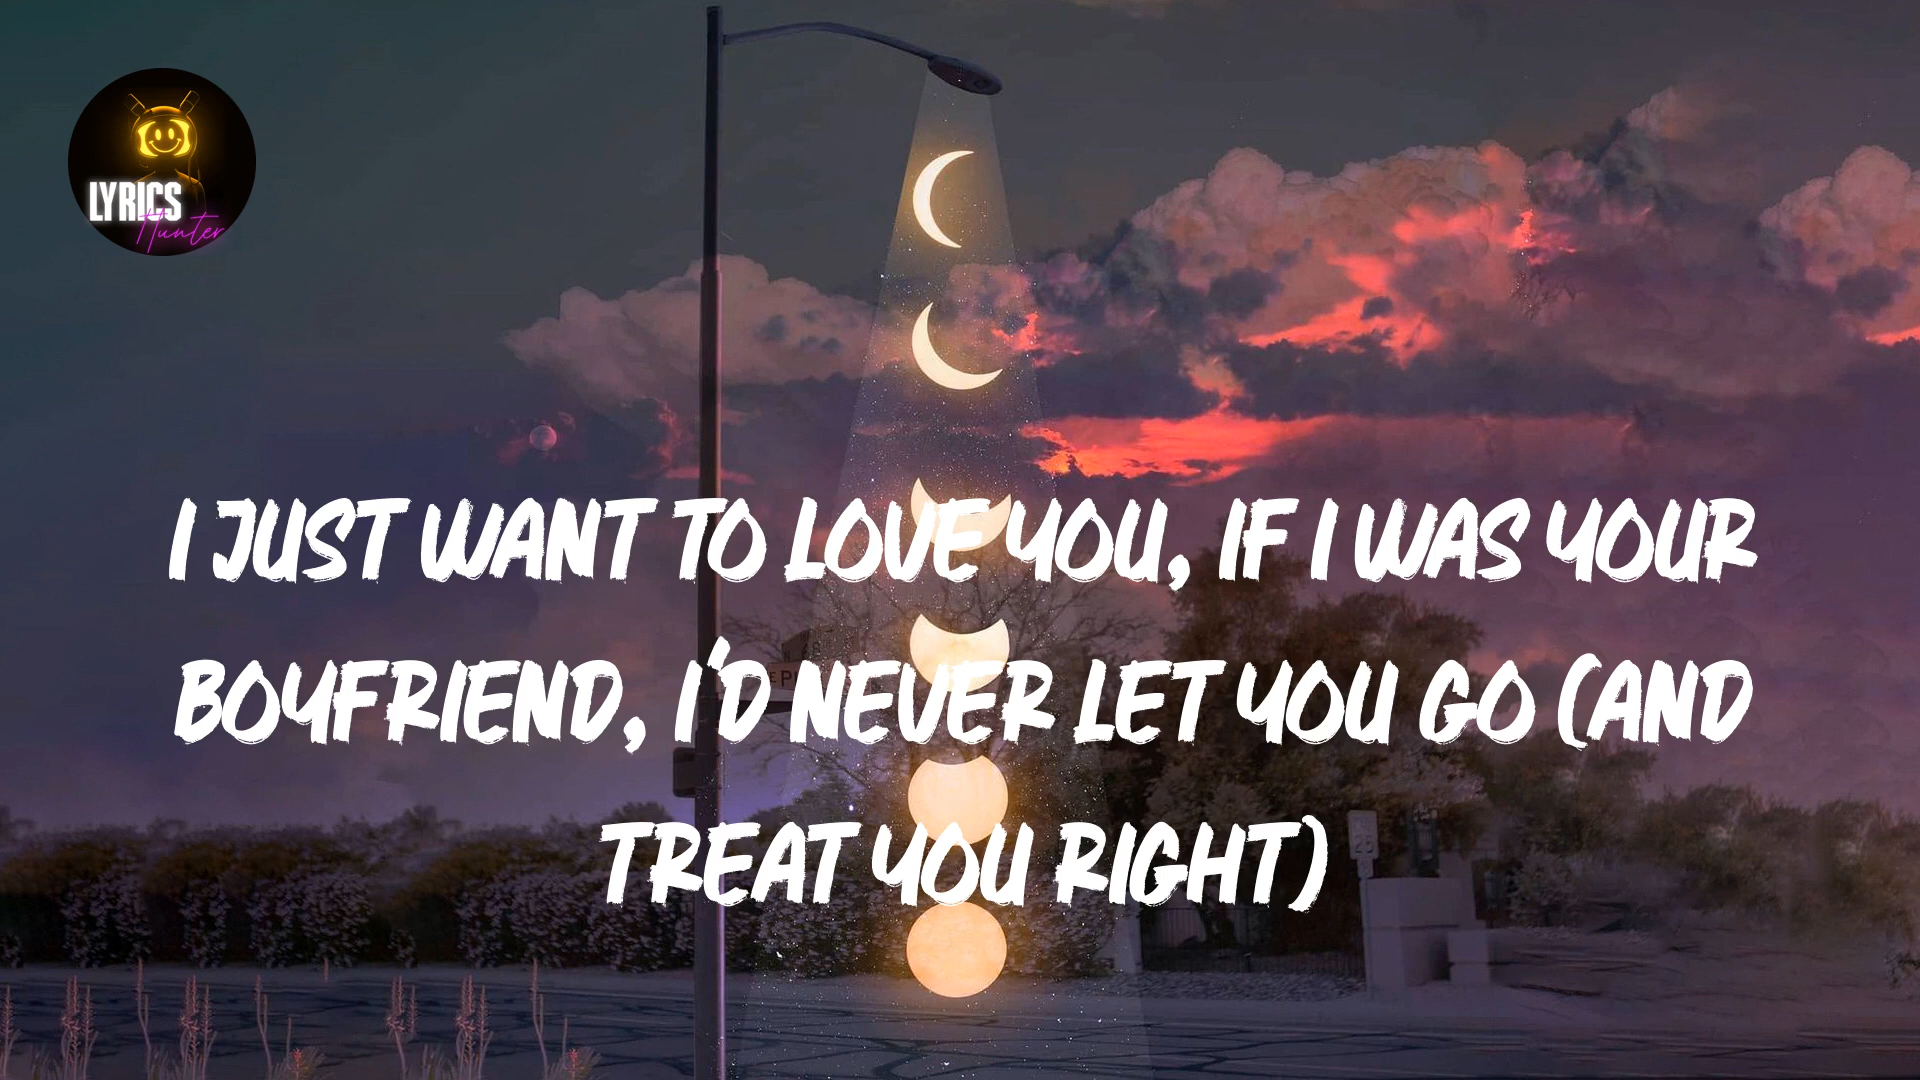 LYRICS
Hunter
I JUST WANT TO LOVE YOU, IF I WAS YOUR
BOYFRIEND, I'D NEVER LET YOU GO (AND
TREAT YOU RIGHT)
25